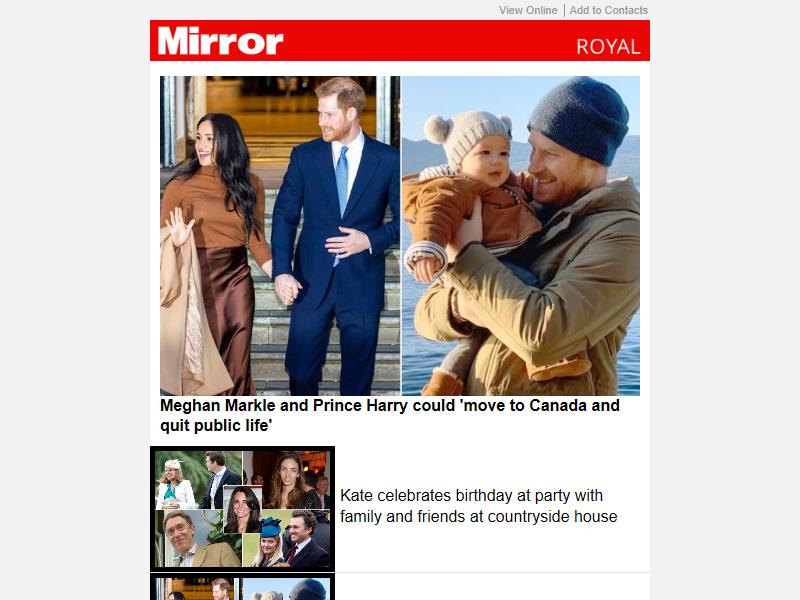 View Online | Add to Contacts
Mirror ROYAL
Meghan Markle and Prince Harry could 'move to Canada and
quit public life'
Kate celebrates birthday at party with
family and friends at countryside house